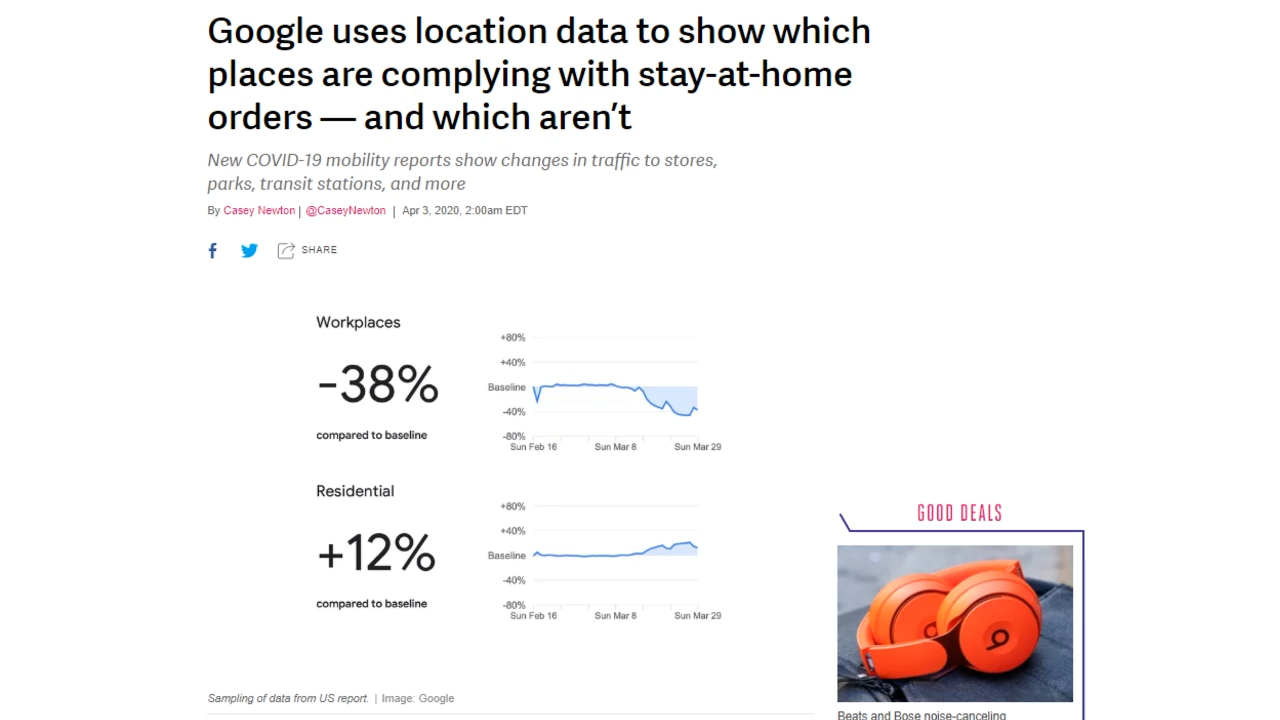 Google uses location data to show which
places are complying with stay-at-home
orders — and which aren't
New COVID-19 mobility reports show changes in traffic to stores,
parks, transit stations, and more
By Casey Newton | @CaseyNewton | Apr 3, 2020, 2:00am EDT
SHARE
Workplaces
-38%
compared to baseline
+80%
+40%
Baseline
-40%
-80%
Sun Feb 16 Sun Mar 8 Sun Mar 29
Residential
+12%
compared to baseline
+80%
+40%
Baseline
-40%
-80%
Sun Feb 16 Sun Mar 8 Sun Mar 29
Sampling of data from US report. | Image: Google
GOOD DEALS
Beats and Bose noise-canceling